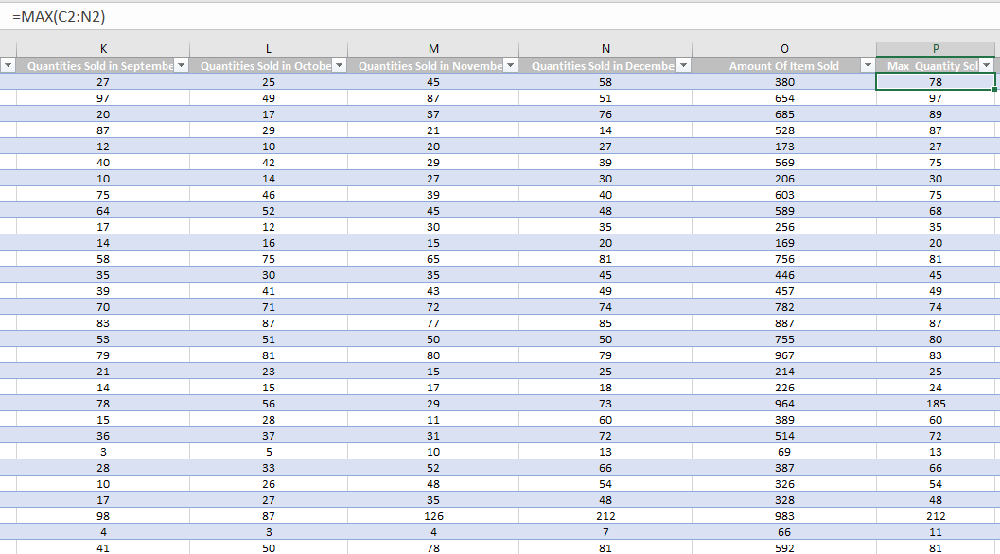 =MAX(C2:N2)
K L M N O P
Quantities Sold in Septembe Quantities Sold in Octobe Quantities Sold in Novembe Quantities Sold in Decembe Amount Of Item Sold Max Quantity Sol
27 25 45 58 380 78
97 49 87 51 654 97
20 17 37 76 685 89
87 29 21 14 528 87
12 10 20 27 173 27
40 42 29 39 569 75
10 14 27 30 206 30
75 46 39 40 603 75
64 52 45 48 589 68
17 12 30 35 256 35
14 16 15 20 169 20
58 75 65 81 756 81
35 30 35 45 446 45
39 41 43 49 457 49
70 71 72 74 782 74
83 87 77 85 887 87
53 51 50 50 755 80
79 81 80 79 967 83
21 23 15 25 214 25
14 15 17 18 226 24
78 56 29 73 964 185
15 28 11 60 389 60
36 37 31 72 514 72
3 5 10 13 69 13
28 33 52 66 387 66
10 26 48 54 326 54
17 27 35 48 328 48
98 87 126 212 983 212
4 3 4 7 66 11
41 50 78 81 592 81